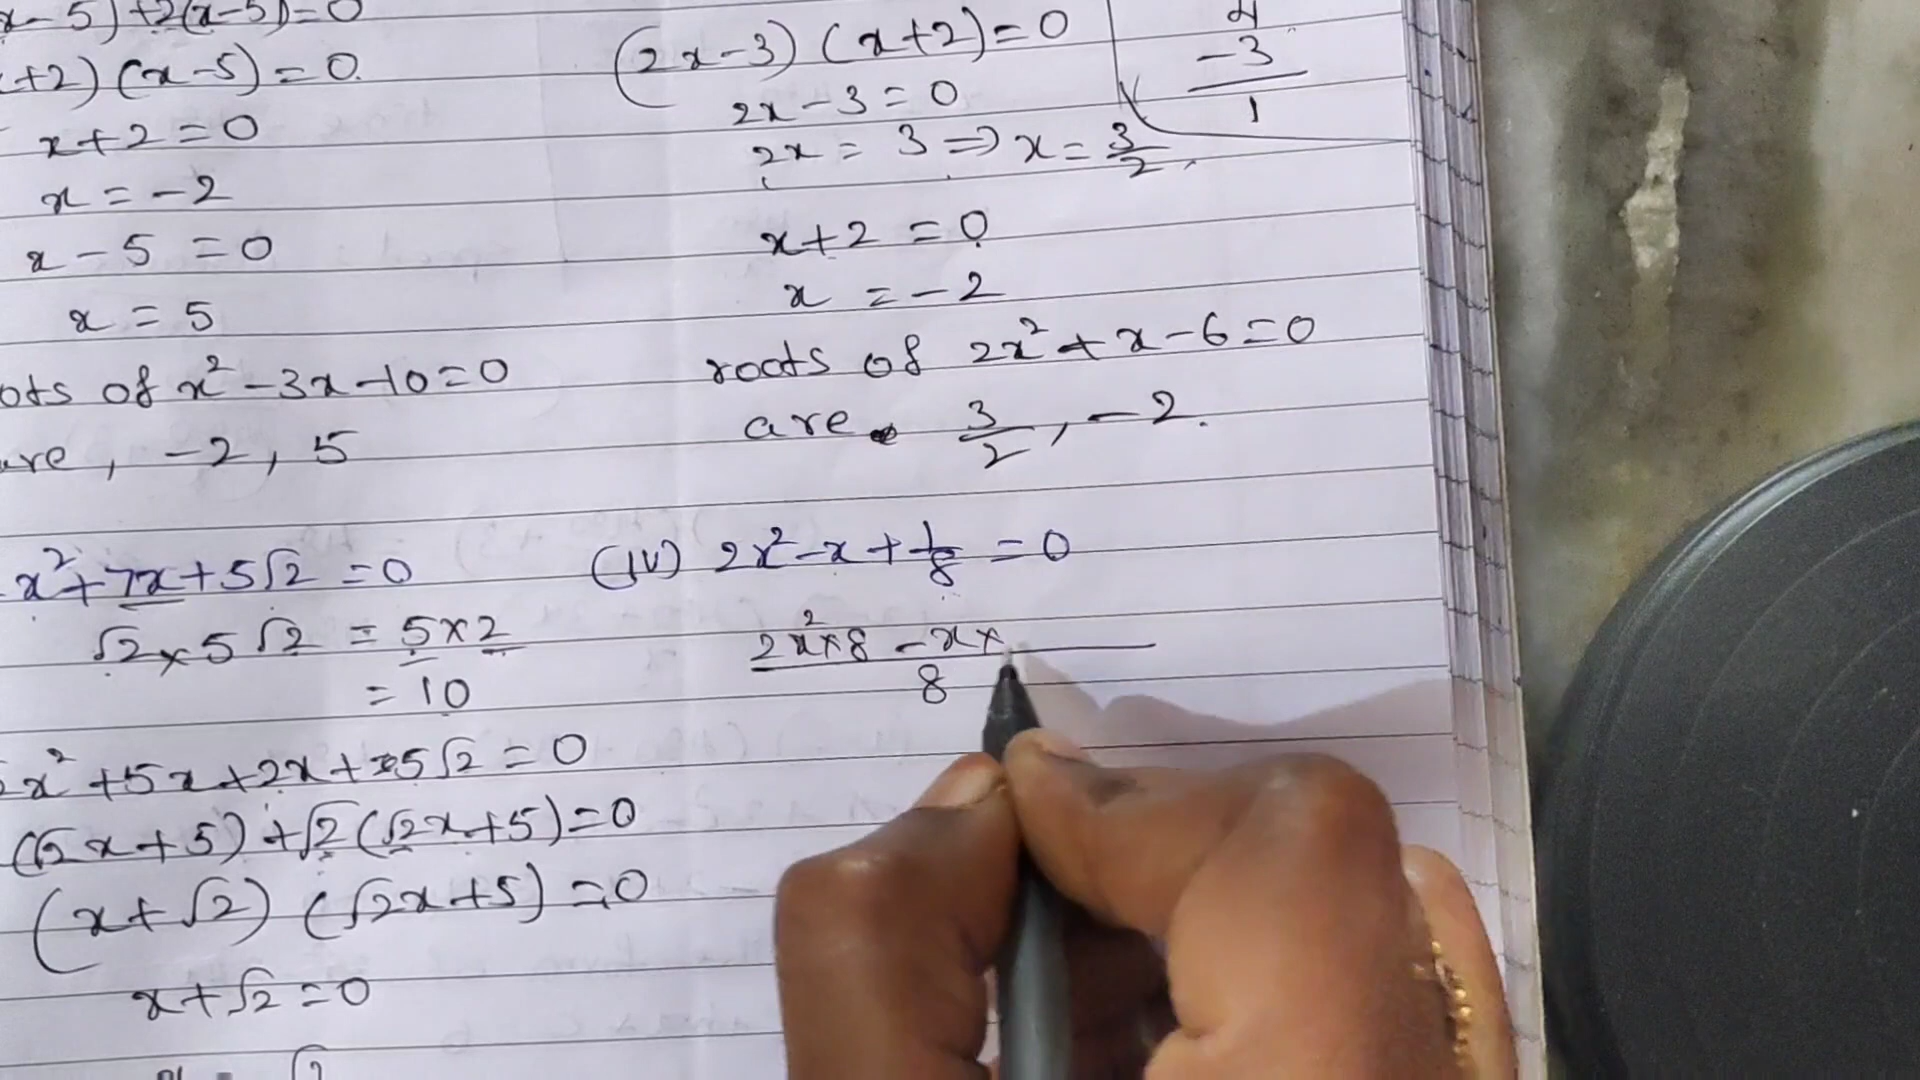 x-5)+2(x-5)=0
+2)(x-5)=0
x+2=0
x=-2
x-5=0
x=5
ots of x²-3x-10=0
are, -2, 5
x²+7x+5√2=0
√2×5√2=5×2
=10
x²+5x+2x+5√2=0
(√2x+5)+√2(√2x+5)=0
(x+√2)(√2x+5)=0
x+√2=0
(2x-3)(x+2)=0
2x-3=0
2x=3⇒x=3/2
x+2=0
x=-2
roots of 2x²+x-6=0
are 3/2, -2.
(IV) 2x²-x+1/8=0
2x²×8-x×
8
4
-3
1